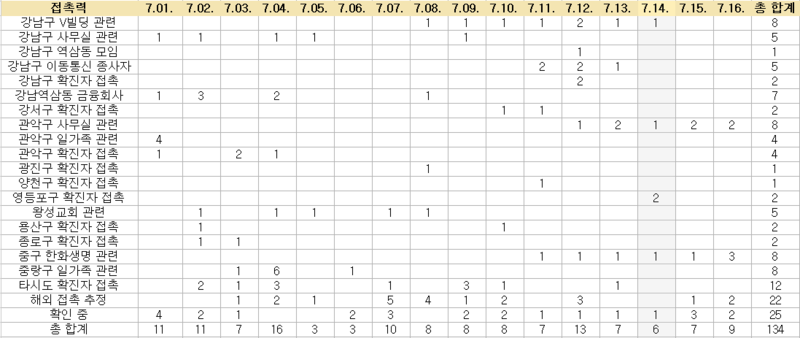 접촉력 7.01. 7.02. 7.03. 7.04. 7.05. 7.06. 7.07. 7.08. 7.09. 7.10. 7.11. 7.12. 7.13. 7.14. 7.15. 7.16. 총 합계
강남구 V빌딩 관련 1 1 1 1 2 1 1 8
강남구 사무실 관련 1 1 1 1 1 5
강남구 역삼동 모임 1 1
강남구 이동통신 종사자 2 2 1 5
강남구 확진자 접촉 2 2
강남역삼동 금융회사 1 3 2 1 7
강서구 확진자 접촉 1 1 2
관악구 사무실 관련 1 2 1 2 2 8
관악구 일가족 관련 4 4
관악구 확진자 접촉 1 2 1 4
광진구 확진자 접촉 1 1
양천구 확진자 접촉 1 1
영등포구 확진자 접촉 2 2
왕성교회 관련 1 1 1 1 1 5
용산구 확진자 접촉 1 1 2
종로구 확진자 접촉 1 1 2
중구 한화생명 관련 1 1 1 1 1 3 8
중랑구 일가족 관련 1 6 1 8
타시도 확진자 접촉 2 1 3 1 3 1 1 12
해외 접촉 추정 1 2 1 5 4 1 2 3 1 2 22
확인 중 4 2 1 2 3 2 2 1 1 1 1 3 2 25
총 합계 11 11 7 16 3 3 10 8 8 8 7 13 7 6 7 9 134